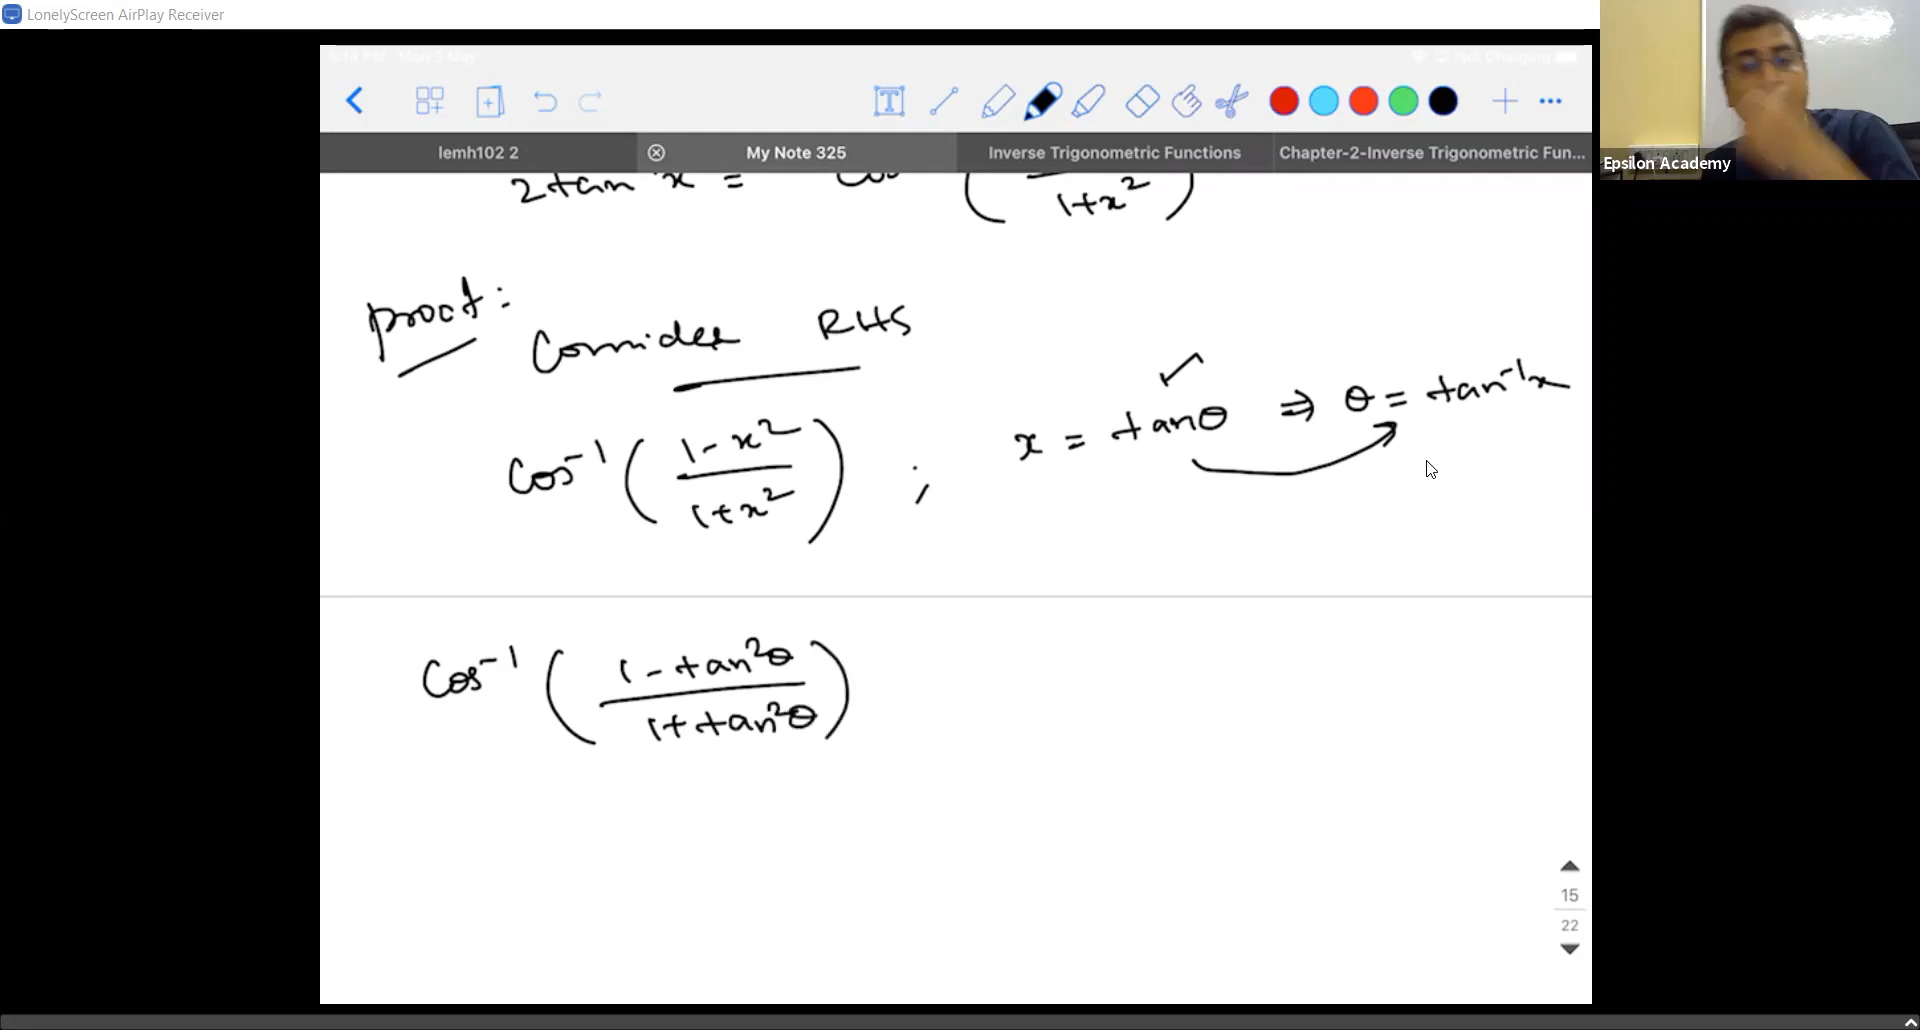 LonelyScreen AirPlay Receiver
Epsilon Academy
lemh102 2
My Note 325
Inverse Trigonometric Functions
Chapter-2-Inverse Trigonometric Fun...
2tan⁻¹x = Cos⁻¹ ( / 1+x²)
proof:
Consider RHS
Cos⁻¹ (1-x² / 1+x²) ; x = tanθ ⇒ θ = tan⁻¹x
Cos⁻¹ (1 - tan²θ / 1 + tan²θ)
15
22